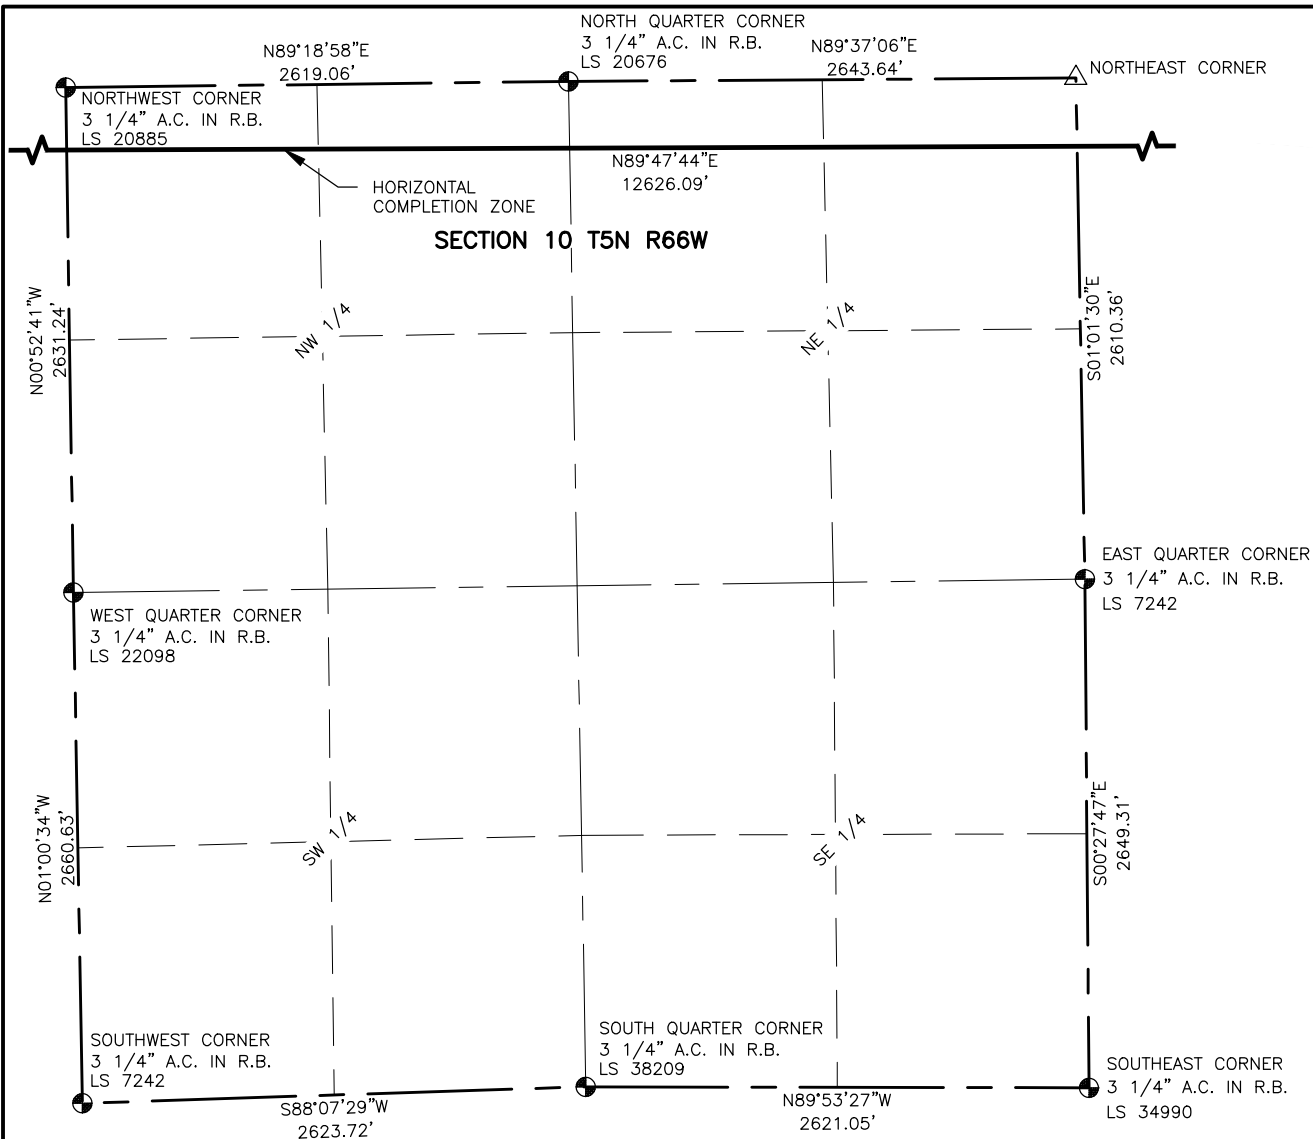 NORTH QUARTER CORNER
3 1/4" A.C. IN R.B.
LS 20676
N89°18'58"E
2619.06'
N89°37'06"E
2643.64'
NORTHEAST CORNER
NORTHWEST CORNER
3 1/4" A.C. IN R.B.
LS 20885
N89°47'44"E
12626.09'
HORIZONTAL
COMPLETION ZONE
SECTION 10 T5N R66W
N00°52'41"W
2631.24'
NW 1/4
NE 1/4
S01°01'30"E
2610.36'
EAST QUARTER CORNER
3 1/4" A.C. IN R.B.
LS 7242
WEST QUARTER CORNER
3 1/4" A.C. IN R.B.
LS 22098
N01°00'34"W
2660.63'
SW 1/4
SE 1/4
S00°27'47"E
2649.31'
SOUTHWEST CORNER
3 1/4" A.C. IN R.B.
LS 7242
SOUTH QUARTER CORNER
3 1/4" A.C. IN R.B.
LS 38209
SOUTHEAST CORNER
3 1/4" A.C. IN R.B.
LS 34990
S88°07'29"W
2623.72'
N89°53'27"W
2621.05'